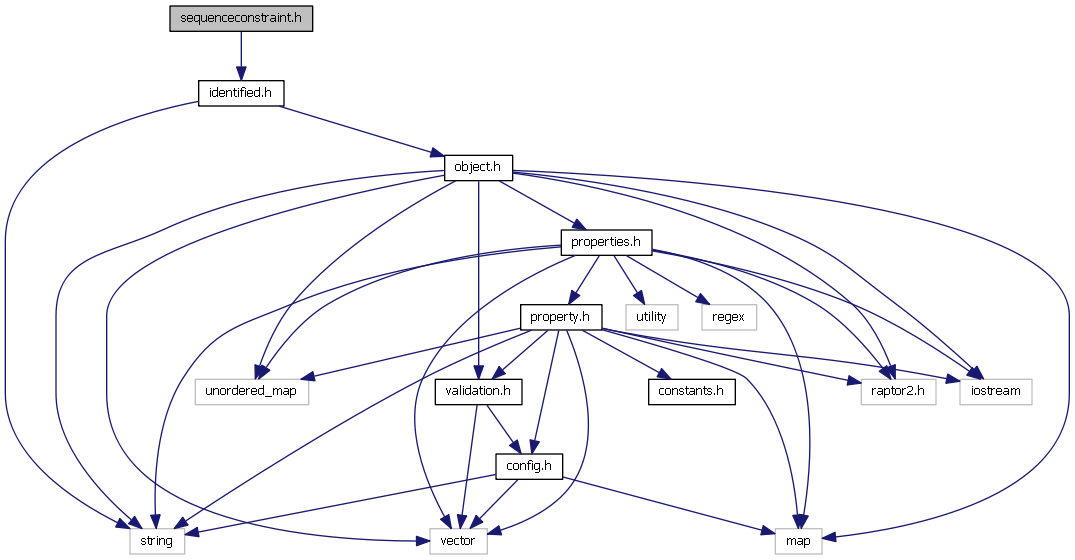 sequenceconstraint.h
identified.h
object.h
properties.h
property.h
utility
regex
unordered_map
validation.h
constants.h
raptor2.h
iostream
config.h
string
vector
map